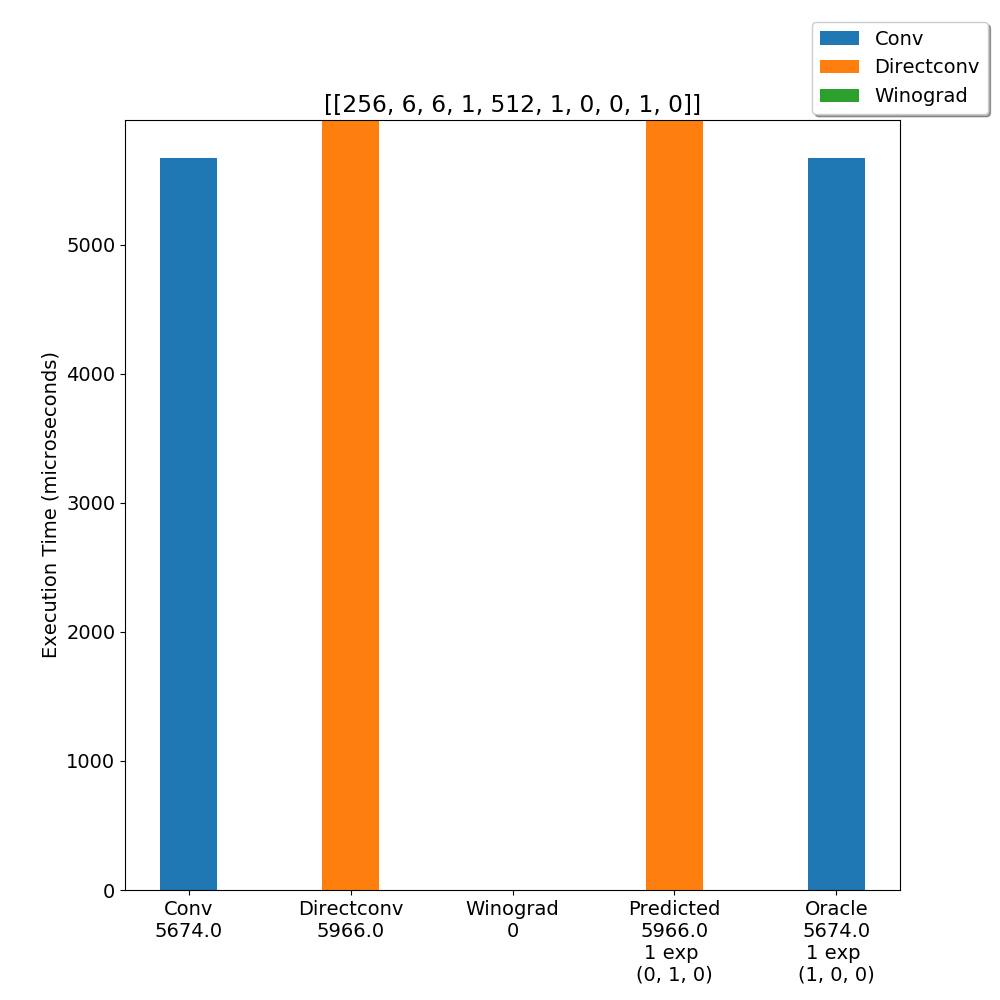 Conv
Directconv
Winograd
[[256, 6, 6, 1, 512, 1, 0, 0, 1, 0]]
Execution Time (microseconds)
5000
4000
3000
2000
1000
0
Conv
5674.0
Directconv
5966.0
Winograd
0
Predicted
5966.0
1 exp
(0, 1, 0)
Oracle
5674.0
1 exp
(1, 0, 0)